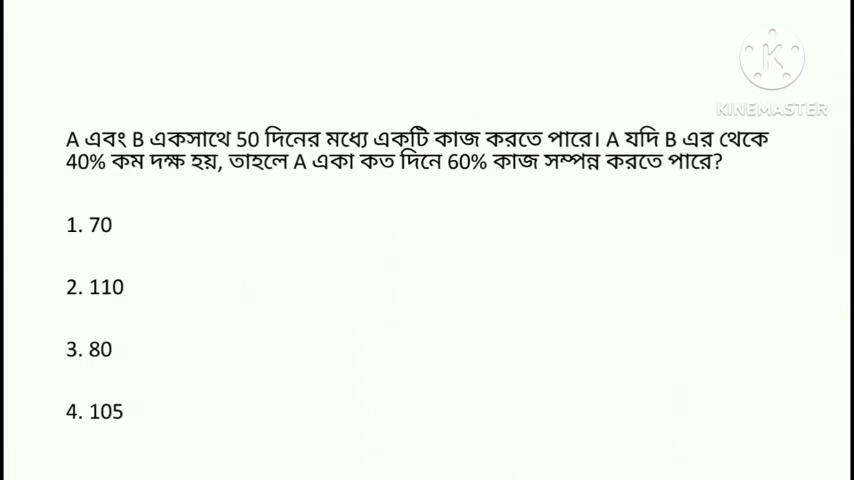 K
KINEMASTER
A এবং B একসাথে 50 দিনের মধ্যে একটি কাজ করতে পারে। A যদি B এর থেকে
40% কম দক্ষ হয়, তাহলে A একা কত দিনে 60% কাজ সম্পন্ন করতে পারে?
1. 70
2. 110
3. 80
4. 105